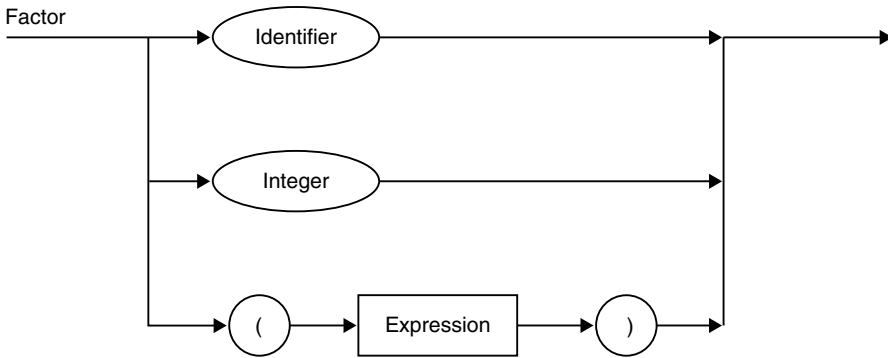 Factor
Identifier
Integer
( Expression )